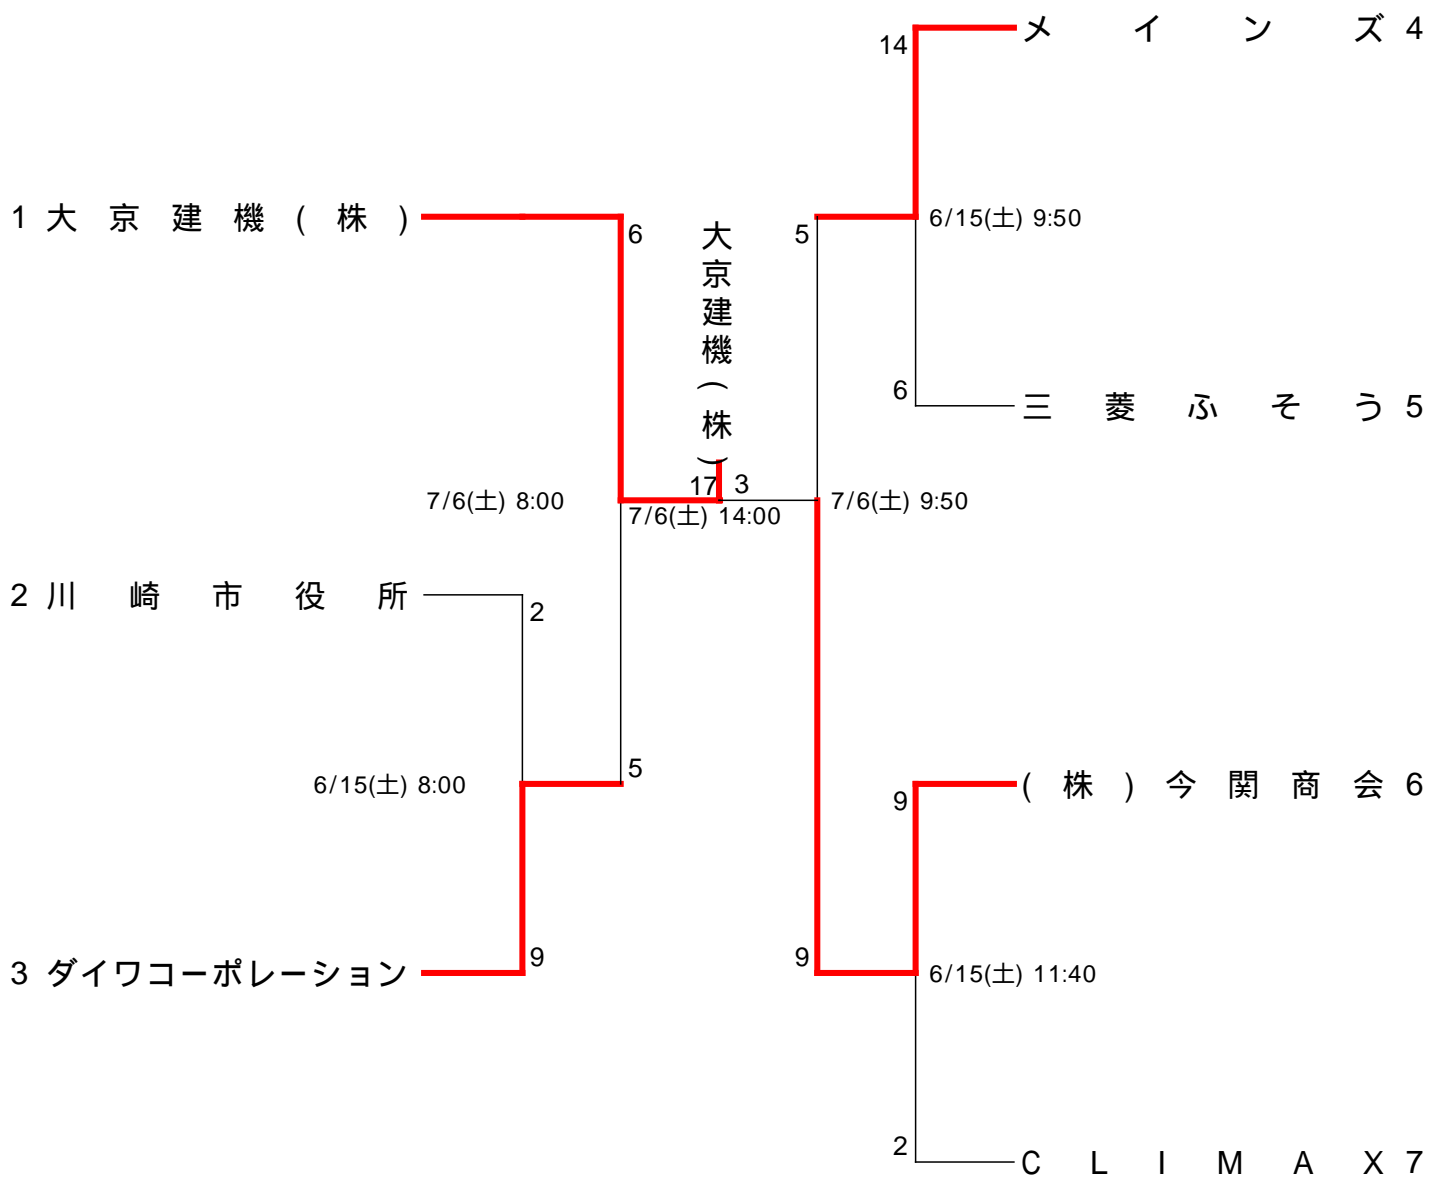 メインズ 4
14
1 大京建機(株)
6
大京建機(株)
5
6/15(土) 9:50
6
三菱ふそう 5
7/6(土) 8:00
17
3
7/6(土) 14:00
7/6(土) 9:50
2 川崎市役所
2
6/15(土) 8:00
5
9
(株)今関商会 6
3 ダイワコーポレーション
9
9
6/15(土) 11:40
2
CLIMAX 7